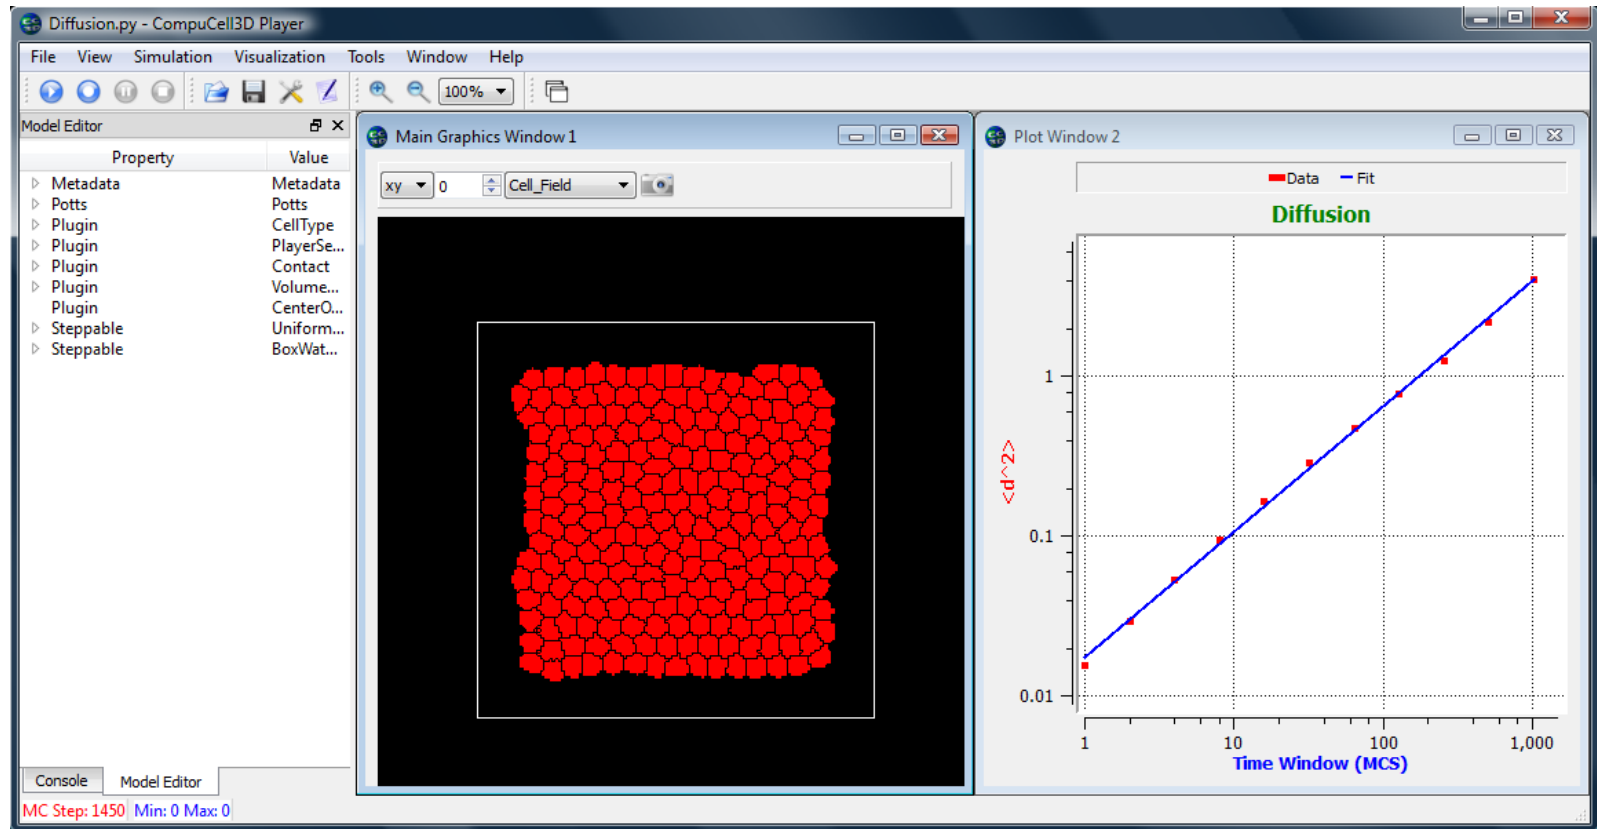 Diffusion.py - CompuCell3D Player
File View Simulation Visualization Tools Window Help
100%
Model Editor
Property Value
Metadata Metadata
Potts Potts
Plugin CellType
Plugin PlayerSe...
Plugin Contact
Plugin Volume...
Plugin CenterO...
Steppable Uniform...
Steppable BoxWat...
Console Model Editor
MC Step: 1450 Min: 0 Max: 0
Main Graphics Window 1
xy 0 Cell_Field
Plot Window 2
Data Fit
Diffusion
<d^2>
1
0.1
0.01
1 10 100 1,000
Time Window (MCS)